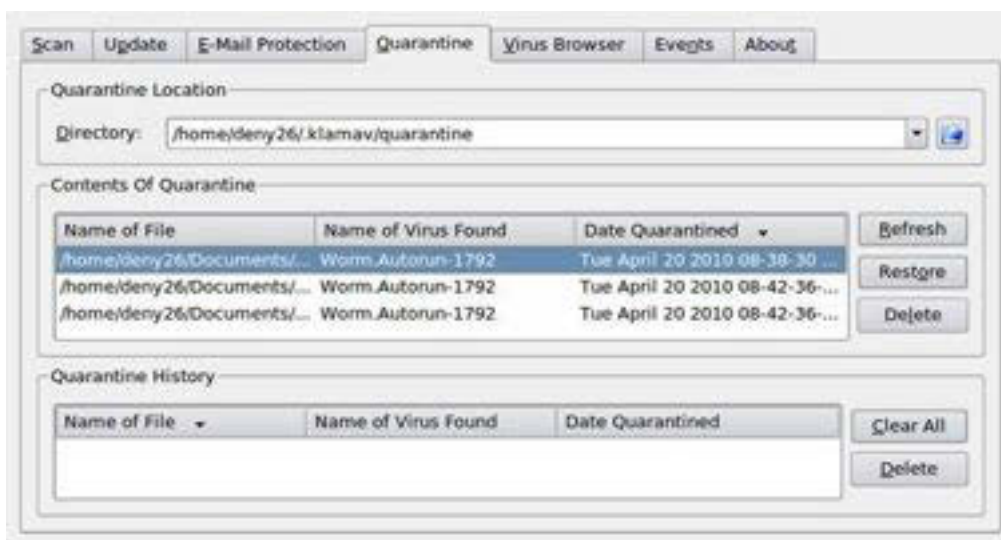 Scan Update E-Mail Protection Quarantine Virus Browser Events About
Quarantine Location
Directory: /home/deny26/.klamav/quarantine
Contents Of Quarantine
Name of File Name of Virus Found Date Quarantined
/home/deny26/Documents/... Worm.Autorun-1792 Tue April 20 2010 08-38-30 ...
/home/deny26/Documents/... Worm.Autorun-1792 Tue April 20 2010 08-42-36-...
/home/deny26/Documents/... Worm.Autorun-1792 Tue April 20 2010 08-42-36-...
Refresh
Restore
Delete
Quarantine History
Name of File Name of Virus Found Date Quarantined
Clear All
Delete